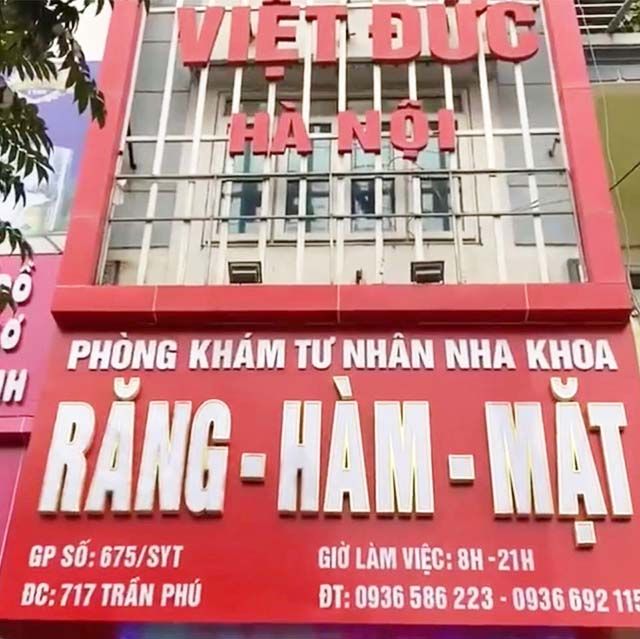 VIỆT ĐỨC
HÀ NỘI
PHÒNG KHÁM TƯ NHÂN NHA KHOA
RĂNG - HÀM - MẶT
GP SỐ: 675/SYT
GIỜ LÀM VIỆC: 8H - 21H
ĐC: 717 TRẦN PHÚ
ĐT: 0936 586 223 - 0936 692 115